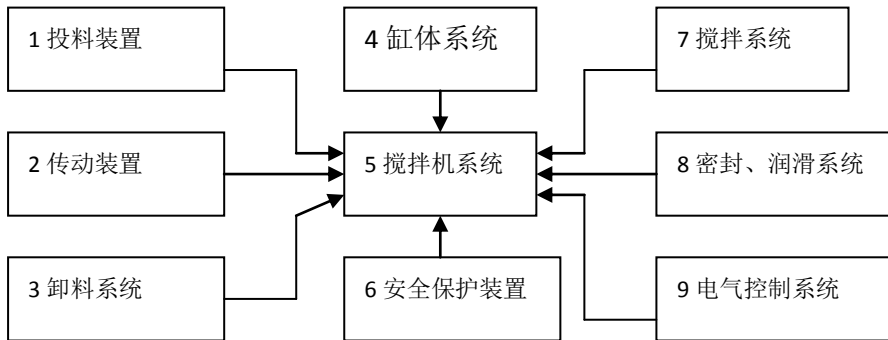 1 投料装置
4 缸体系统
7 搅拌系统
2 传动装置
5 搅拌机系统
8 密封、润滑系统
3 卸料系统
6 安全保护装置
9 电气控制系统